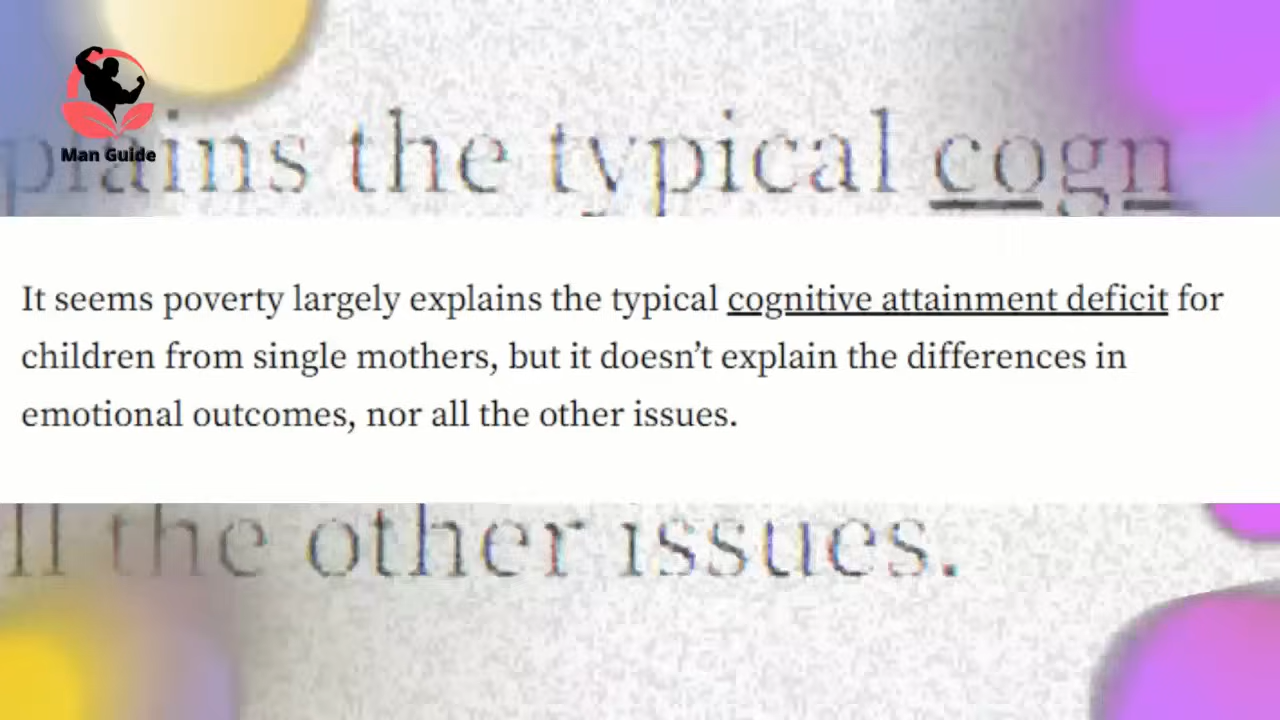 Man Guide
plains the typical cogn
It seems poverty largely explains the typical cognitive attainment deficit for
children from single mothers, but it doesn’t explain the differences in
emotional outcomes, nor all the other issues.
ll the other issues.